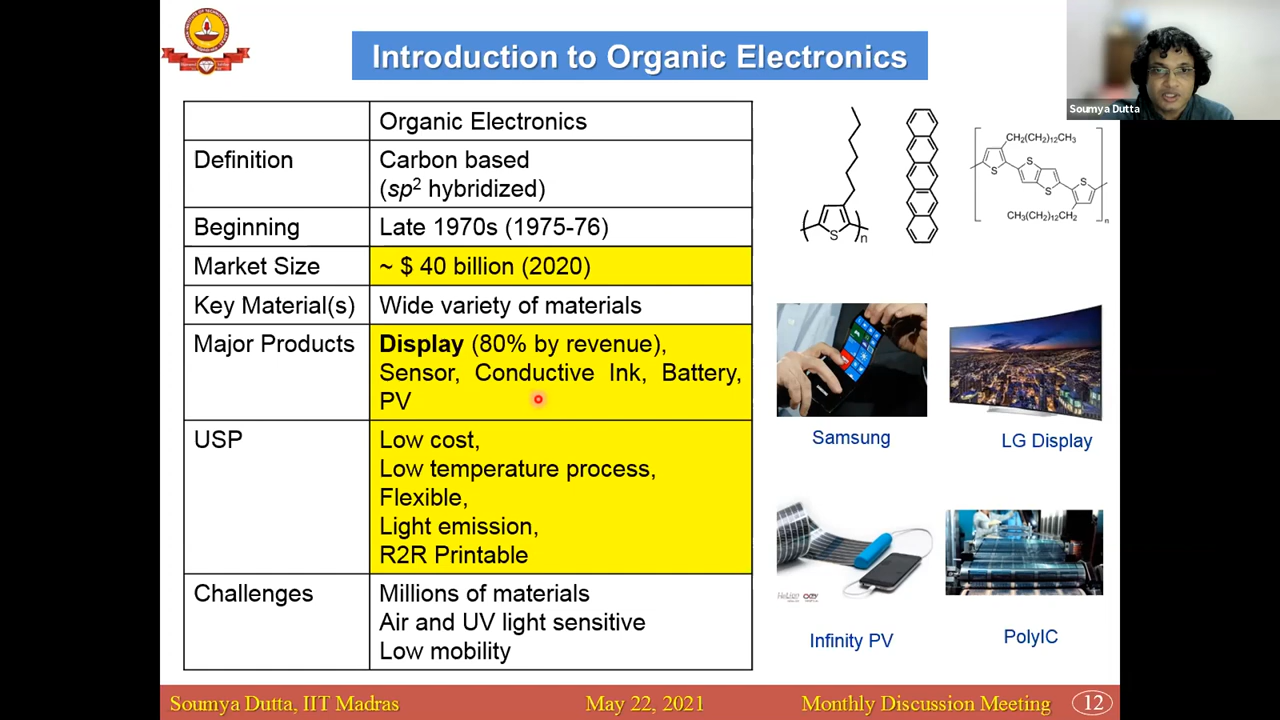 Introduction to Organic Electronics
Soumya Dutta
Organic Electronics
Definition
Carbon based
(sp² hybridized)
Beginning
Late 1970s (1975-76)
Market Size
~ $ 40 billion (2020)
Key Material(s)
Wide variety of materials
Major Products
Display (80% by revenue),
Sensor, Conductive Ink, Battery,
PV
USP
Low cost,
Low temperature process,
Flexible,
Light emission,
R2R Printable
Challenges
Millions of materials
Air and UV light sensitive
Low mobility
S
n
CH₂(CH₂)₁₂CH₃
S
S
S
S
CH₃(CH₂)₁₂CH₂
n
Samsung
LG Display
Infinity PV
PolyIC
Soumya Dutta, IIT Madras
May 22, 2021
Monthly Discussion Meeting
12